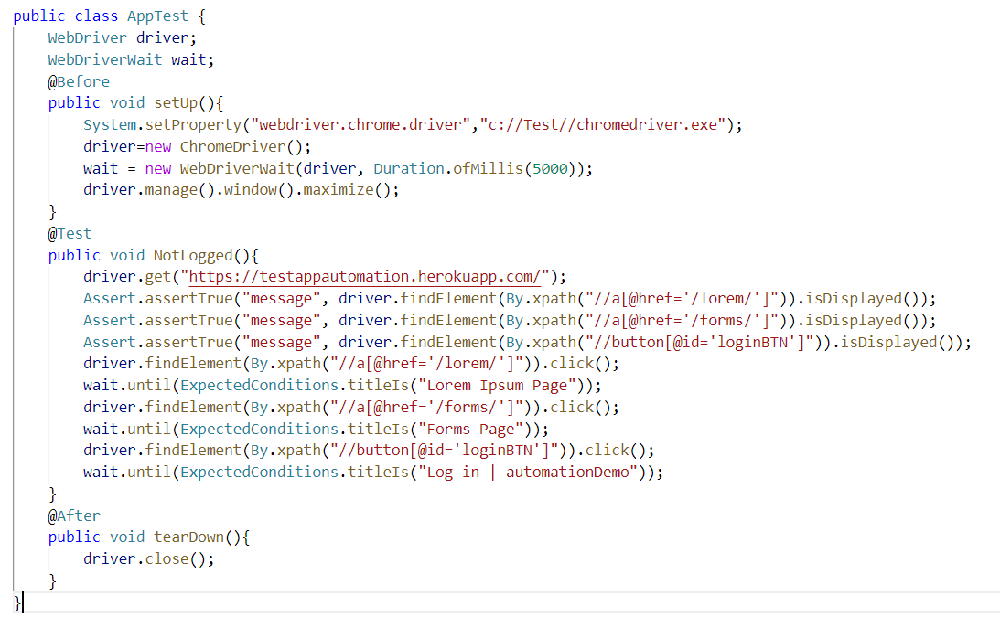 public class AppTest {
    WebDriver driver;
    WebDriverWait wait;
    @Before
    public void setUp(){
        System.setProperty("webdriver.chrome.driver","c://Test//chromedriver.exe");
        driver=new ChromeDriver();
        wait = new WebDriverWait(driver, Duration.ofMillis(5000));
        driver.manage().window().maximize();
    }
    @Test
    public void NotLogged(){
        driver.get("https://testappautomation.herokuapp.com/");
        Assert.assertTrue("message", driver.findElement(By.xpath("//a[@href='/lorem/']")).isDisplayed());
        Assert.assertTrue("message", driver.findElement(By.xpath("//a[@href='/forms/']")).isDisplayed());
        Assert.assertTrue("message", driver.findElement(By.xpath("//button[@id='loginBTN']")).isDisplayed());
        driver.findElement(By.xpath("//a[@href='/lorem/']")).click();
        wait.until(ExpectedConditions.titleIs("Lorem Ipsum Page"));
        driver.findElement(By.xpath("//a[@href='/forms/']")).click();
        wait.until(ExpectedConditions.titleIs("Forms Page"));
        driver.findElement(By.xpath("//button[@id='loginBTN']")).click();
        wait.until(ExpectedConditions.titleIs("Log in | automationDemo"));
    }
    @After
    public void tearDown(){
        driver.close();
    }
}